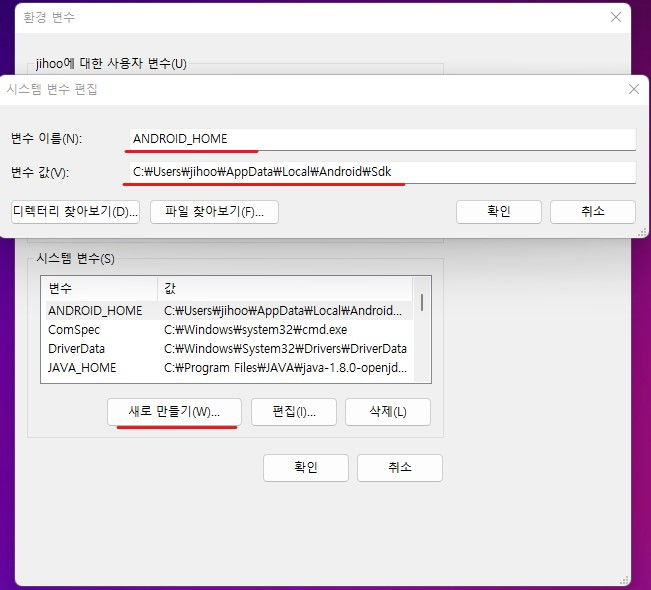 환경 변수
jihoo에 대한 사용자 변수(U)
시스템 변수 편집
변수 이름(N):
ANDROID_HOME
변수 값(V):
C:₩Users₩jihoo₩AppData₩Local₩Android₩Sdk
디렉터리 찾아보기(D)...
파일 찾아보기(F)...
확인
취소
시스템 변수(S)
변수 값
ANDROID_HOME C:₩Users₩jihoo₩AppData₩Local₩Android...
ComSpec C:₩Windows₩system32₩cmd.exe
DriverData C:₩Windows₩System32₩Drivers₩DriverData
JAVA_HOME C:₩Program Files₩JAVA₩java-1.8.0-openjd...
새로 만들기(W)...
편집(I)...
삭제(L)
확인
취소